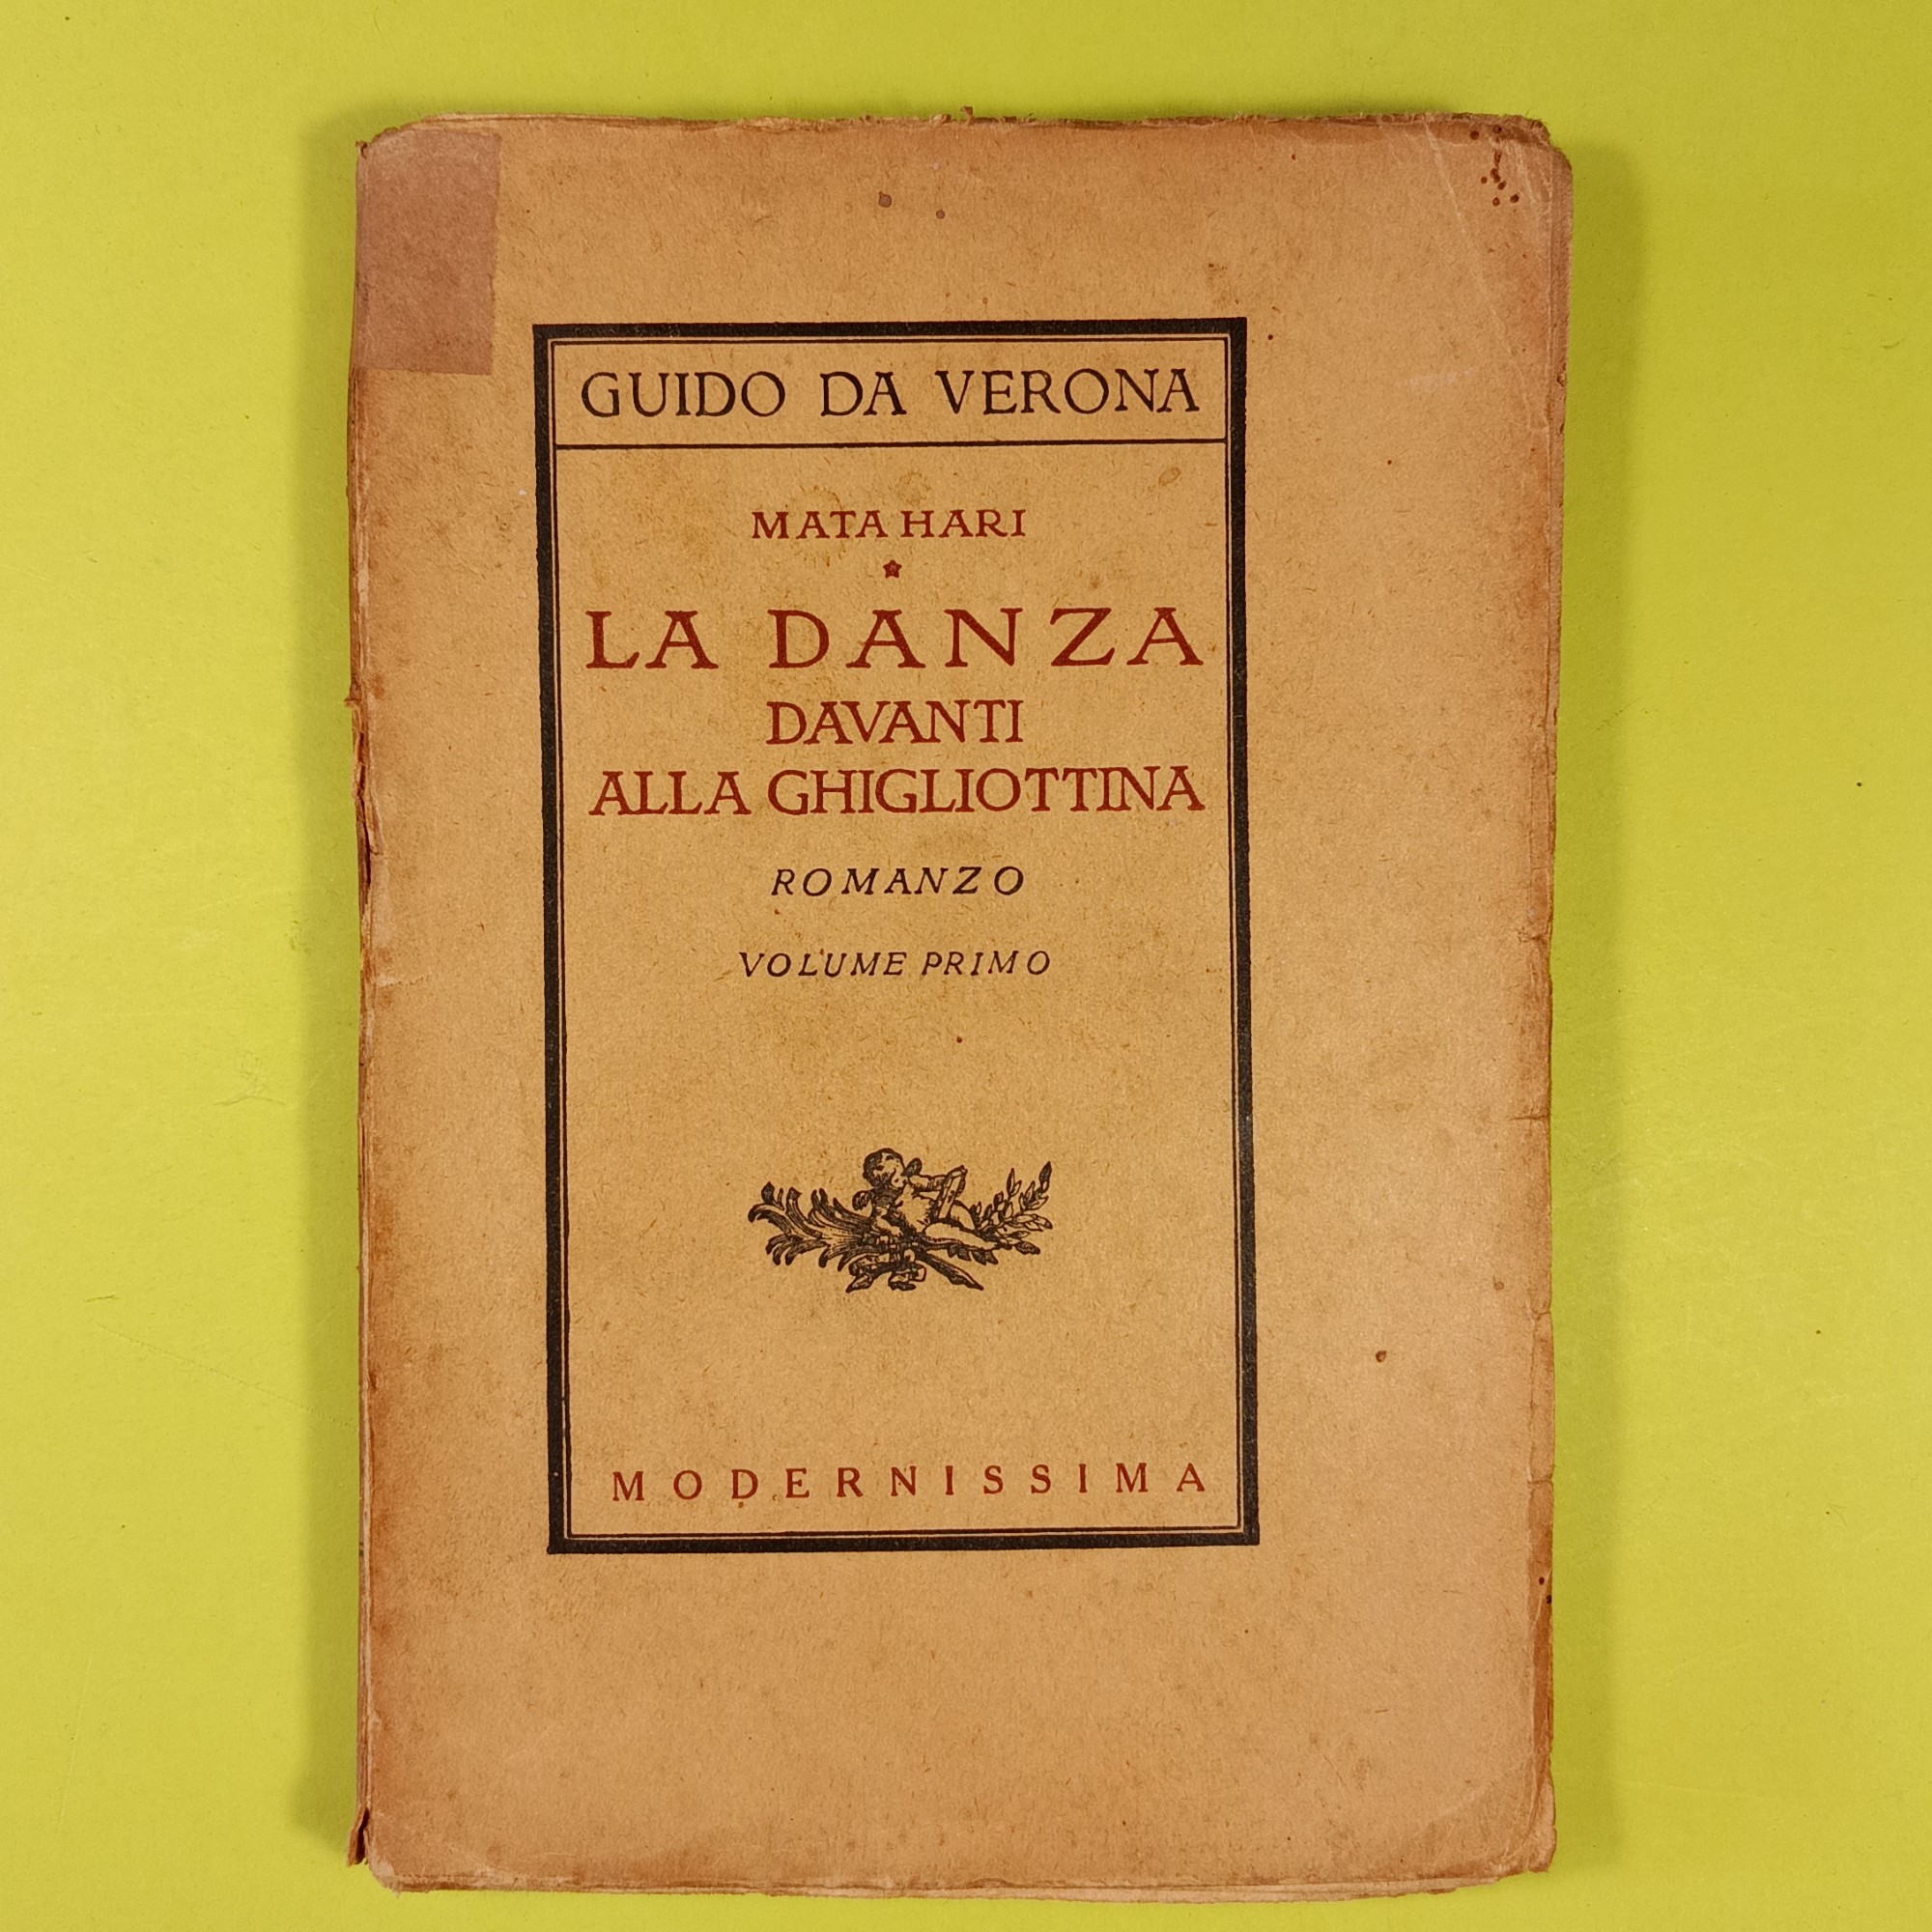 GUIDO DA VERONA
MATA HARI
LA DANZA
DAVANTI
ALLA GHIGLIOTTINA
ROMANZO
VOLUME PRIMO
MODERNISSIMA